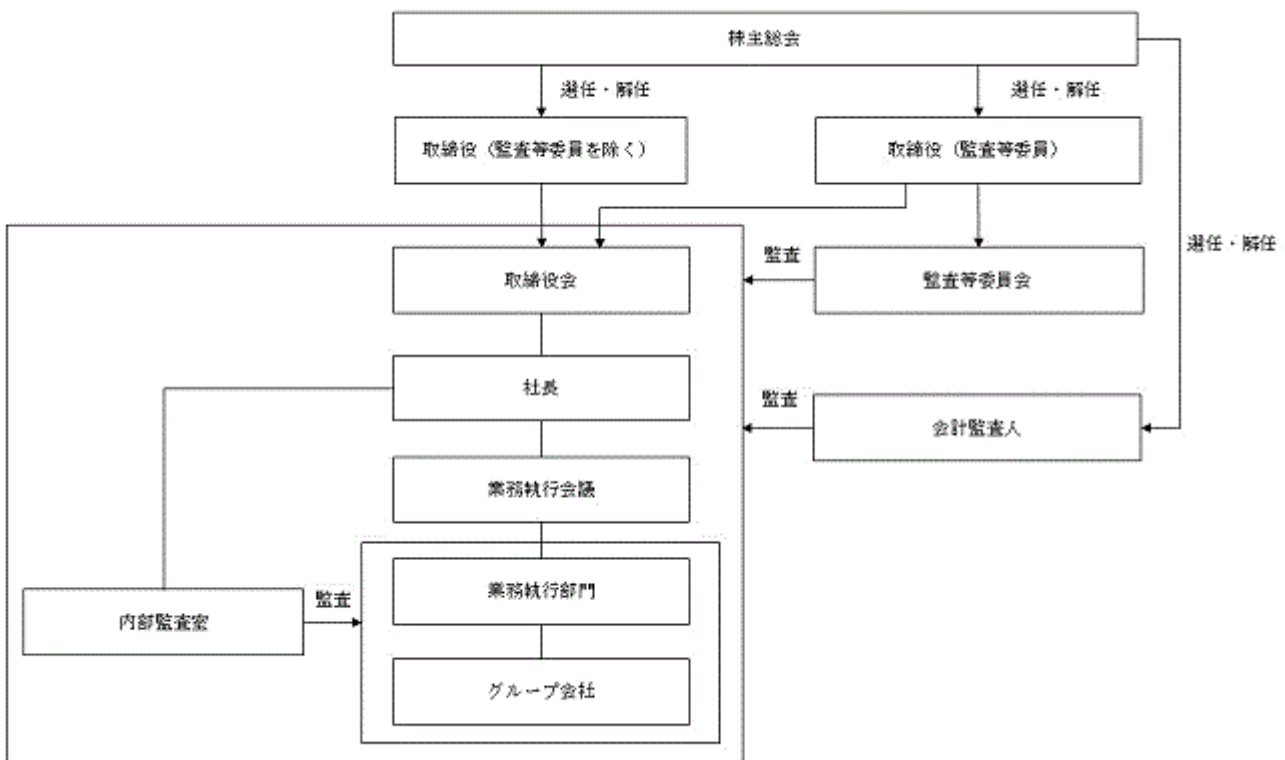 株主総会
選任・解任
選任・解任
取締役（監査等委員を除く）
取締役（監査等委員）
選任・解任
取締役会
監査
監査等委員会
社長
監査
会計監査人
業務執行会議
業務執行部門
内部監査室
監査
グループ会社